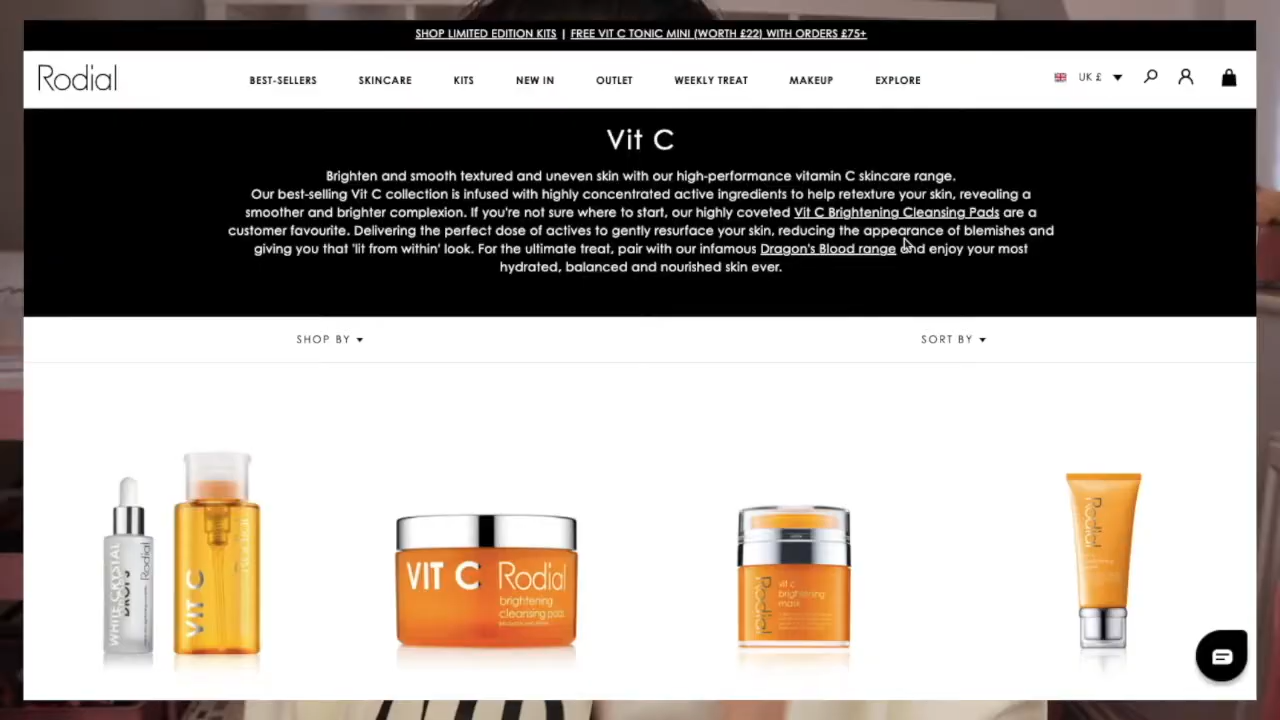 SHOP LIMITED EDITION KITS | FREE VIT C TONIC MINI (WORTH £22) WITH ORDERS £75+
Rodial
BEST-SELLERS SKINCARE KITS NEW IN OUTLET WEEKLY TREAT MAKEUP EXPLORE
UK £
Vit C
Brighten and smooth textured and uneven skin with our high-performance vitamin C skincare range.
Our best-selling Vit C collection is infused with highly concentrated active ingredients to help retexture your skin, revealing a
smoother and brighter complexion. If you're not sure where to start, our highly coveted Vit C Brightening Cleansing Pads are a
customer favourite. Delivering the perfect dose of actives to gently resurface your skin, reducing the appearance of blemishes and
giving you that 'lit from within' look. For the ultimate treat, pair with our infamous Dragon's Blood range and enjoy your most
hydrated, balanced and nourished skin ever.
SHOP BY
SORT BY
WHITE CRYSTAL
DROPS
Rodial
VIT C
Rodial
VIT C Rodial
brightening
cleansing pads
Rodial
vit c
brightening
mask
Rodial